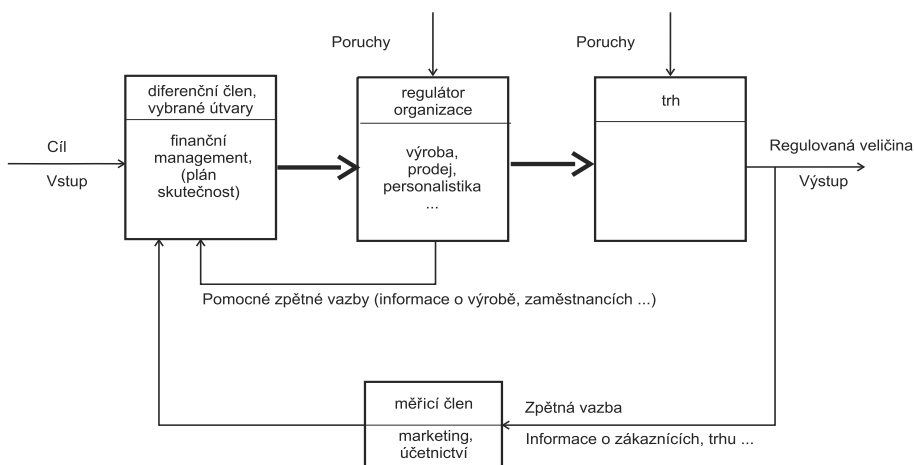 Poruchy
Poruchy
diferenční člen,
vybrané útvary
finanční
management,
(plán
skutečnost)
regulátor
organizace
výroba,
prodej,
personalistika
...
trh
Cíl
Vstup
Regulovaná veličina
Výstup
Pomocné zpětné vazby (informace o výrobě, zaměstnancích ...)
měřicí člen
marketing,
účetnictví
Zpětná vazba
Informace o zákaznících, trhu ...